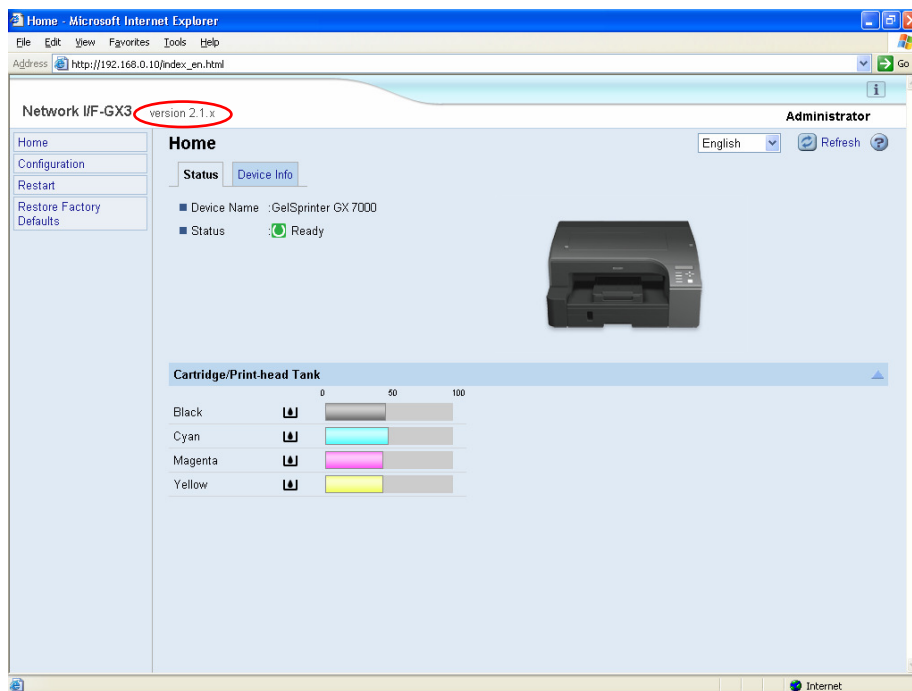 Home - Microsoft Internet Explorer
File Edit View Favorites Tools Help
Address http://192.168.0.10/index_en.html Go
i
Network I/F-GX3 version 2.1.x
Administrator
Home
Configuration
Restart
Restore Factory
Defaults
Home
English Refresh ?
Status Device Info
Device Name :GelSprinter GX 7000
Status : Ready
Cartridge/Print-head Tank
0 50 100
Black
Cyan
Magenta
Yellow
Internet